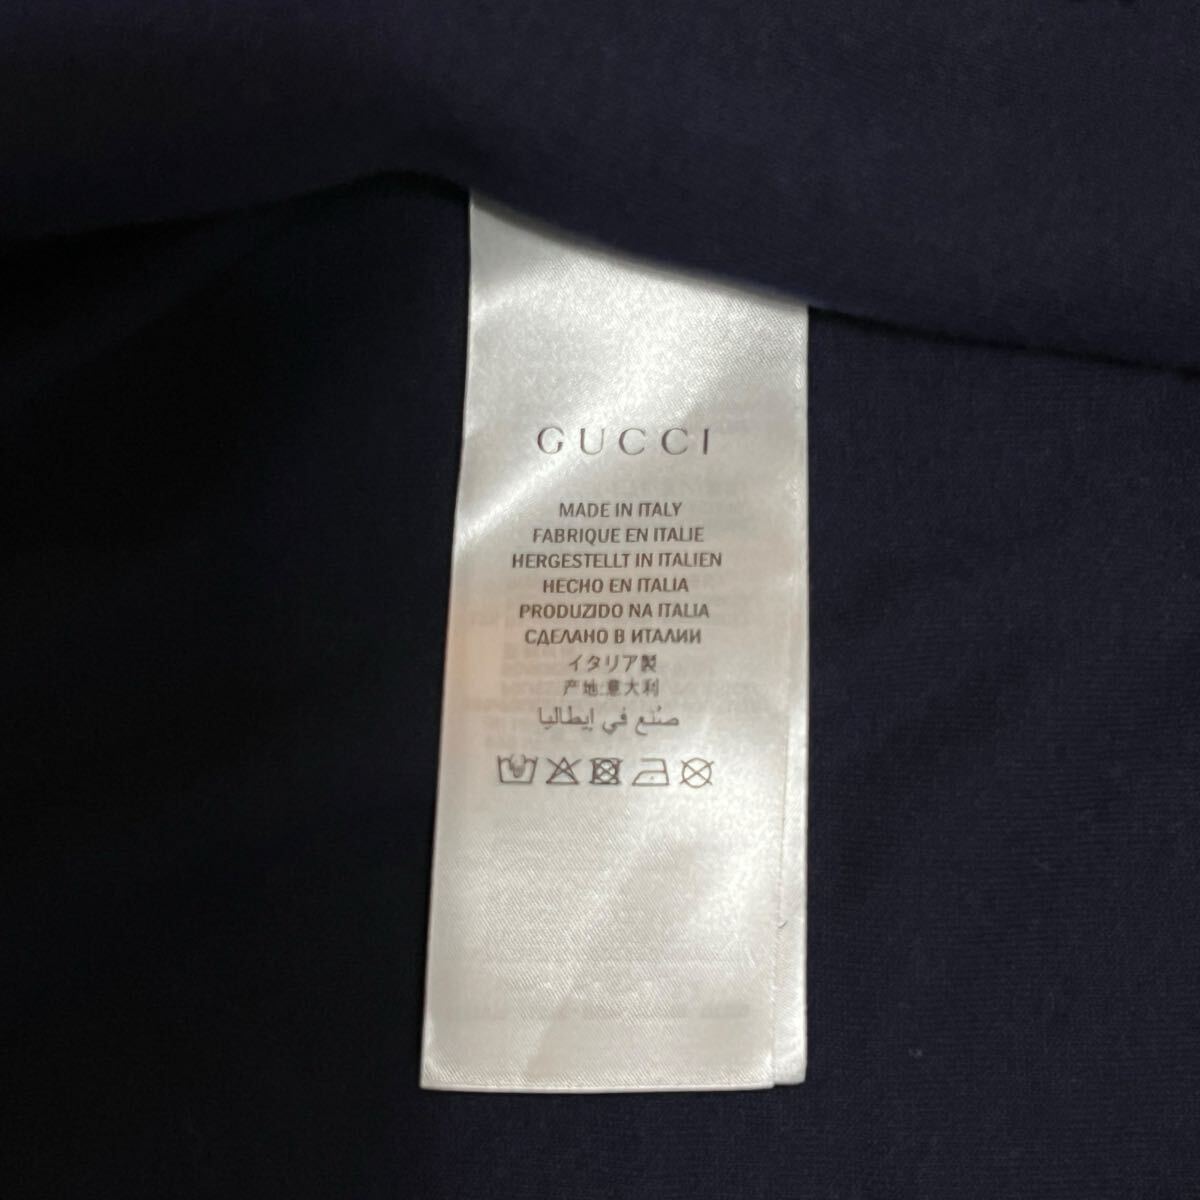 GUCCI
MADE IN ITALY
FABRIQUE EN ITALIE
HERGESTELLT IN ITALIEN
HECHO EN ITALIA
PRODUZIDO NA ITALIA
СДЕЛАНО В ИТАЛИИ
イタリア製
产地:意大利
صُنع في إيطاليا